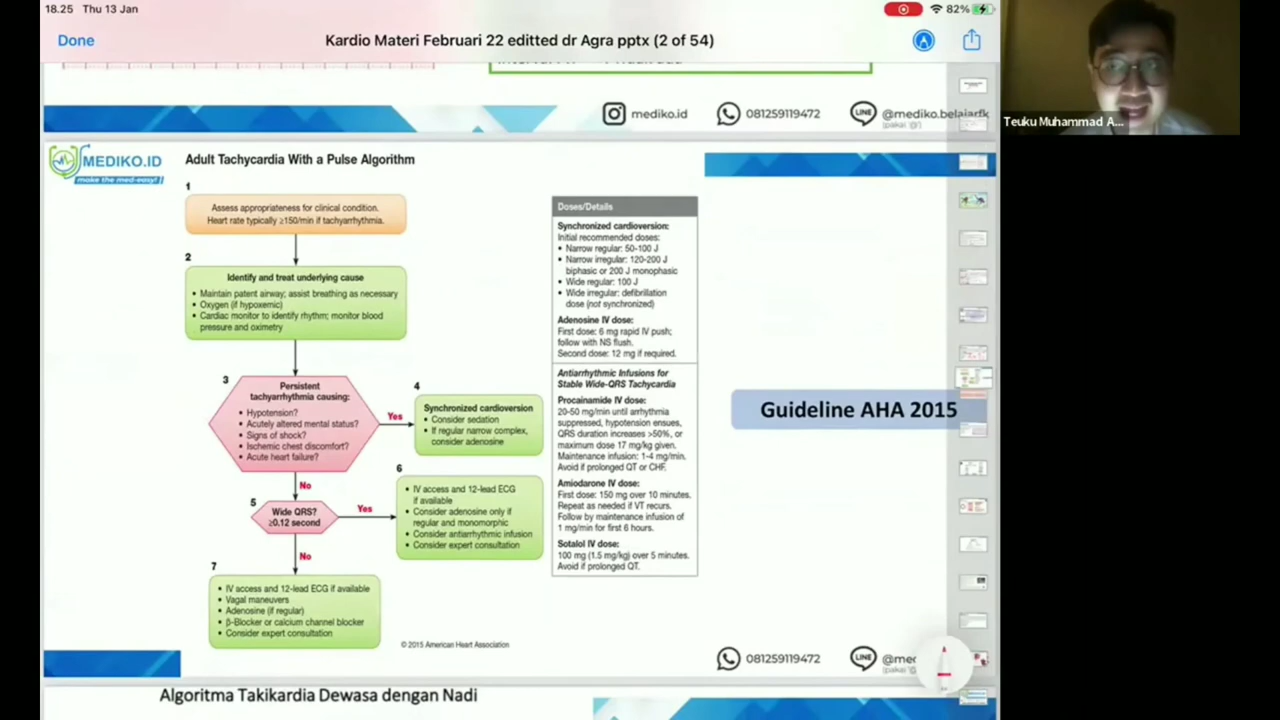 18.25 Thu 13 Jan
82%
Done
Kardio Materi Februari 22 editted dr Agra pptx (2 of 54)
mediko.id
081259119472
@mediko.belajarfk
(pakai '@')
Teuku Muhammad A...
MEDIKO.ID
make the med-easy!
Adult Tachycardia With a Pulse Algorithm
1
Assess appropriateness for clinical condition.
Heart rate typically ≥150/min if tachyarrhythmia.
2
Identify and treat underlying cause
• Maintain patent airway; assist breathing as necessary
• Oxygen (if hypoxemic)
• Cardiac monitor to identify rhythm; monitor blood
pressure and oximetry
3
Persistent
tachyarrhythmia causing:
• Hypotension?
• Acutely altered mental status?
• Signs of shock?
• Ischemic chest discomfort?
• Acute heart failure?
Yes
4
Synchronized cardioversion
• Consider sedation
• If regular narrow complex,
consider adenosine
No
5
Wide QRS?
≥0.12 second
Yes
6
• IV access and 12-lead ECG
if available
• Consider adenosine only if
regular and monomorphic
• Consider antiarrhythmic infusion
• Consider expert consultation
No
7
• IV access and 12-lead ECG if available
• Vagal maneuvers
• Adenosine (if regular)
• β-Blocker or calcium channel blocker
• Consider expert consultation
© 2015 American Heart Association
Doses/Details
Synchronized cardioversion:
Initial recommended doses:
• Narrow regular: 50-100 J
• Narrow irregular: 120-200 J
biphasic or 200 J monophasic
• Wide regular: 100 J
• Wide irregular: defibrillation
dose (not synchronized)
Adenosine IV dose:
First dose: 6 mg rapid IV push;
follow with NS flush.
Second dose: 12 mg if required.
Antiarrhythmic Infusions for
Stable Wide-QRS Tachycardia
Procainamide IV dose:
20-50 mg/min until arrhythmia
suppressed, hypotension ensues,
QRS duration increases >50%, or
maximum dose 17 mg/kg given.
Maintenance infusion: 1-4 mg/min.
Avoid if prolonged QT or CHF.
Amiodarone IV dose:
First dose: 150 mg over 10 minutes.
Repeat as needed if VT recurs.
Follow by maintenance infusion of
1 mg/min for first 6 hours.
Sotalol IV dose:
100 mg (1.5 mg/kg) over 5 minutes.
Avoid if prolonged QT.
Guideline AHA 2015
081259119472
Algoritma Takikardia Dewasa dengan Nadi